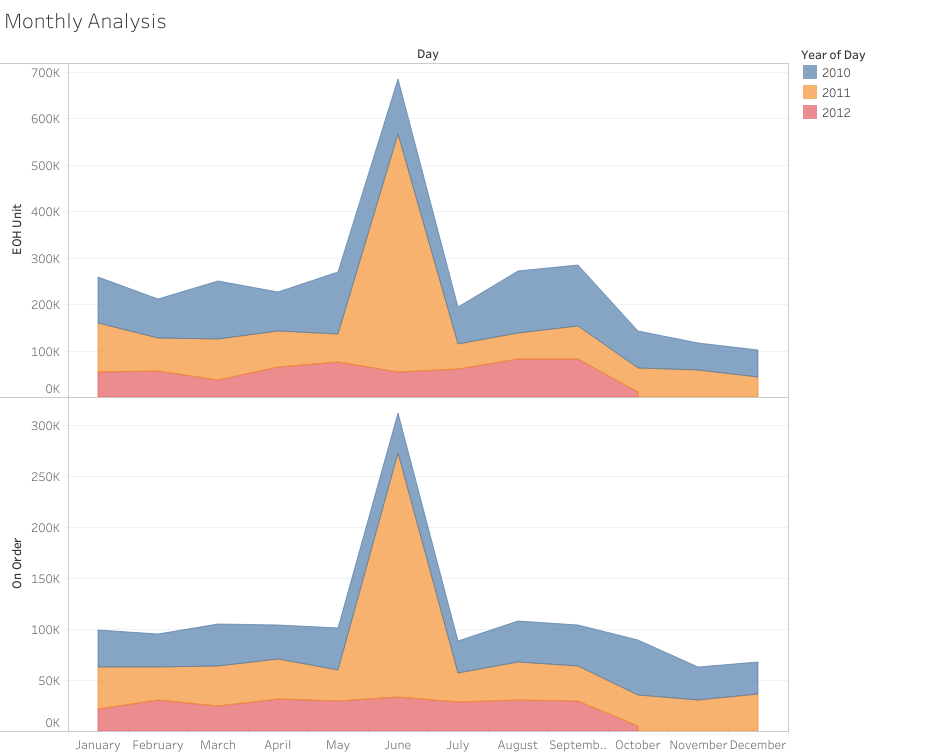 Monthly Analysis
Day
Year of Day
2010
2011
2012
EOH Unit
700K
600K
500K
400K
300K
200K
100K
0K
On Order
300K
250K
200K
150K
100K
50K
0K
January February March April May June July August Septemb.. October November December